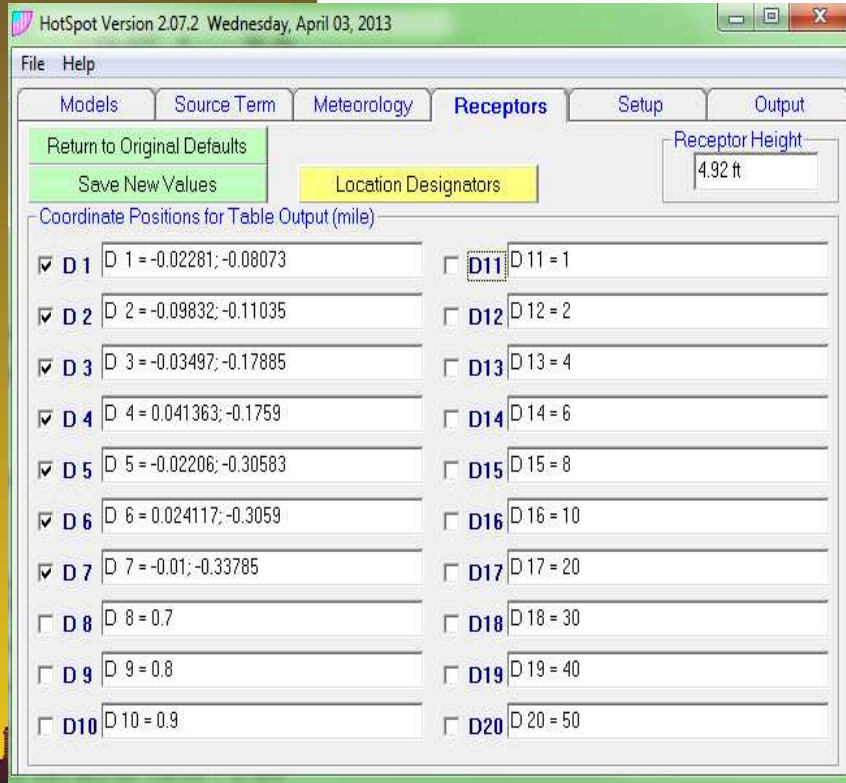 HotSpot Version 2.07.2 Wednesday, April 03, 2013
File Help
Models Source Term Meteorology Receptors Setup Output
Return to Original Defaults
Save New Values
Location Designators
Receptor Height
4.92 ft
Coordinate Positions for Table Output (mile)
D 1 D 1 = -0.02281; -0.08073
D 2 D 2 = -0.09832; -0.11035
D 3 D 3 = -0.03497; -0.17885
D 4 D 4 = 0.041363; -0.1759
D 5 D 5 = -0.02206; -0.30583
D 6 D 6 = 0.024117; -0.3059
D 7 D 7 = -0.01; -0.33785
D 8 D 8 = 0.7
D 9 D 9 = 0.8
D10 D 10 = 0.9
D11 D 11 = 1
D12 D 12 = 2
D13 D 13 = 4
D14 D 14 = 6
D15 D 15 = 8
D16 D 16 = 10
D17 D 17 = 20
D18 D 18 = 30
D19 D 19 = 40
D20 D 20 = 50